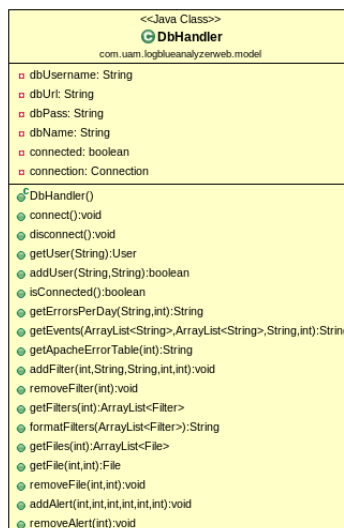 <<Java Class>>
DbHandler
com.uam.logblueanalyzerweb.model
dbUsername: String
dbUrl: String
dbPass: String
dbName: String
connected: boolean
connection: Connection
DbHandler()
connect():void
disconnect():void
getUser(String):User
addUser(String,String):boolean
isConnected():boolean
getErrorsPerDay(String,int):String
getEvents(ArrayList<String>,ArrayList<String>,String,int):String
getApacheErrorTable(int):String
addFilter(int,String,String,int,int):void
removeFilter(int):void
getFilters(int):ArrayList<Filter>
formatFilters(ArrayList<Filter>):String
getFiles(int):ArrayList<File>
getFile(int,int):File
removeFile(int,int):void
addAlert(int,int,int,int,int,int):void
removeAlert(int):void